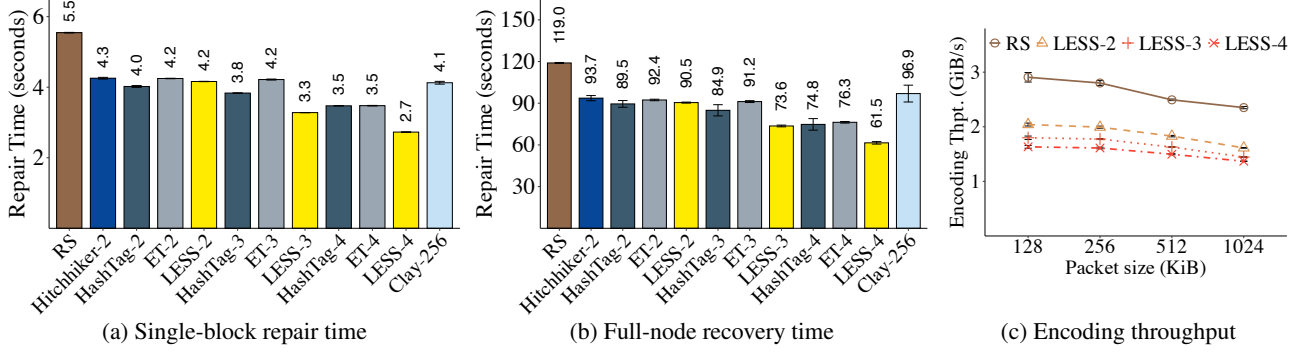 Repair Time (seconds)
6
4
2
5.5
4.3
4.0
4.2
4.2
3.8
4.2
3.3
3.5
3.5
2.7
4.1
RS
Hitchhiker-2
HashTag-2
ET-2
LESS-2
HashTag-3
ET-3
LESS-3
HashTag-4
ET-4
LESS-4
Clay-256
(a) Single-block repair time
Repair Time (seconds)
150
120
90
60
30
119.0
93.7
89.5
92.4
90.5
84.9
91.2
73.6
74.8
76.3
61.5
96.9
RS
Hitchhiker-2
HashTag-2
ET-2
LESS-2
HashTag-3
ET-3
LESS-3
HashTag-4
ET-4
LESS-4
Clay-256
(b) Full-node recovery time
Encoding Thpt. (GiB/s)
RS LESS-2 LESS-3 LESS-4
3
2
1
128 256 512 1024
Packet size (KiB)
(c) Encoding throughput